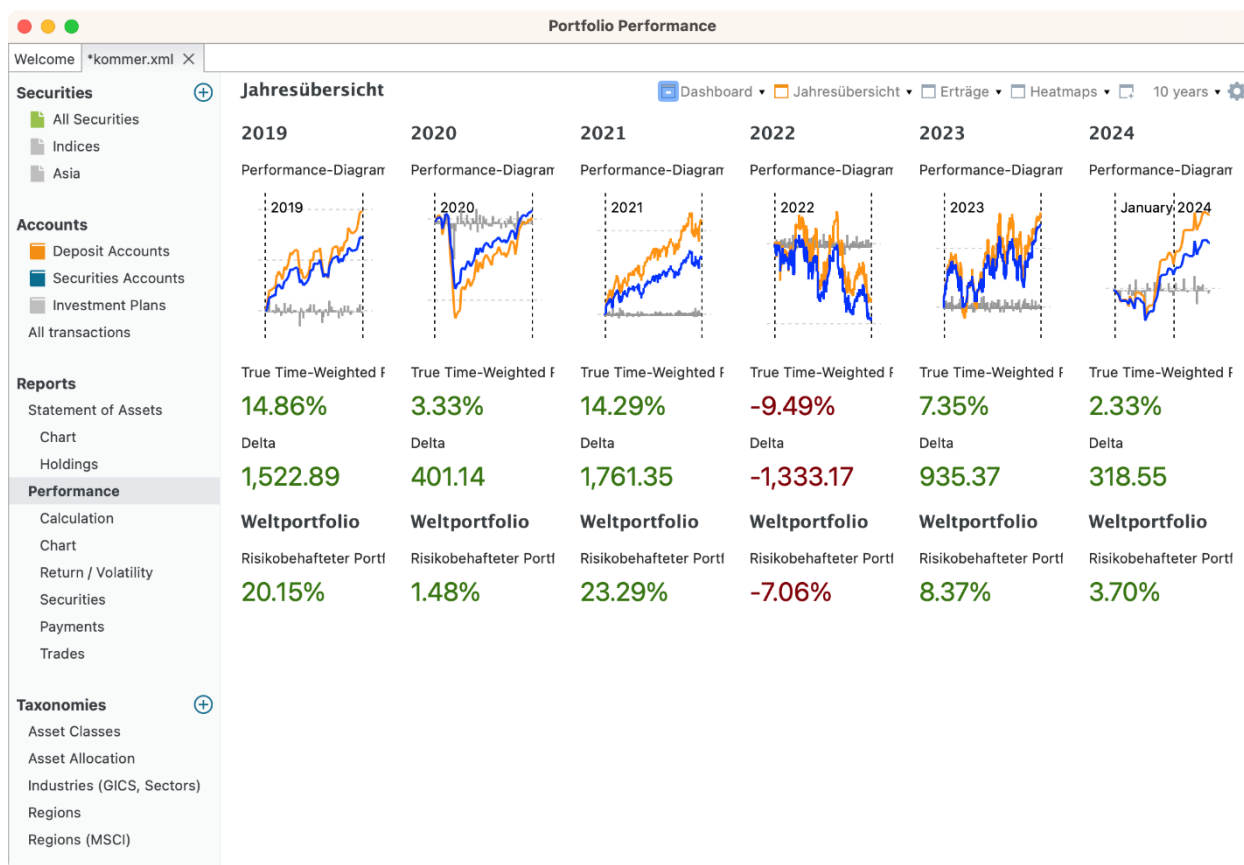 Portfolio Performance
Welcome
*kommer.xml
Securities
All Securities
Indices
Asia
Accounts
Deposit Accounts
Securities Accounts
Investment Plans
All transactions
Reports
Statement of Assets
Chart
Holdings
Performance
Calculation
Chart
Return / Volatility
Securities
Payments
Trades
Taxonomies
Asset Classes
Asset Allocation
Industries (GICS, Sectors)
Regions
Regions (MSCI)
Jahresübersicht
Dashboard Jahresübersicht Erträge Heatmaps 10 years
2019 2020 2021 2022 2023 2024
Performance-Diagram Performance-Diagram Performance-Diagram Performance-Diagram Performance-Diagram Performance-Diagram
2019 2020 2021 2022 2023 January 2024
True Time-Weighted True Time-Weighted True Time-Weighted True Time-Weighted True Time-Weighted True Time-Weighted
14.86% 3.33% 14.29% -9.49% 7.35% 2.33%
Delta Delta Delta Delta Delta Delta
1,522.89 401.14 1,761.35 -1,333.17 935.37 318.55
Weltportfolio Weltportfolio Weltportfolio Weltportfolio Weltportfolio Weltportfolio
Risikobehafteter Risikobehafteter Risikobehafteter Risikobehafteter Risikobehafteter Risikobehafteter
20.15% 1.48% 23.29% -7.06% 8.37% 3.70%